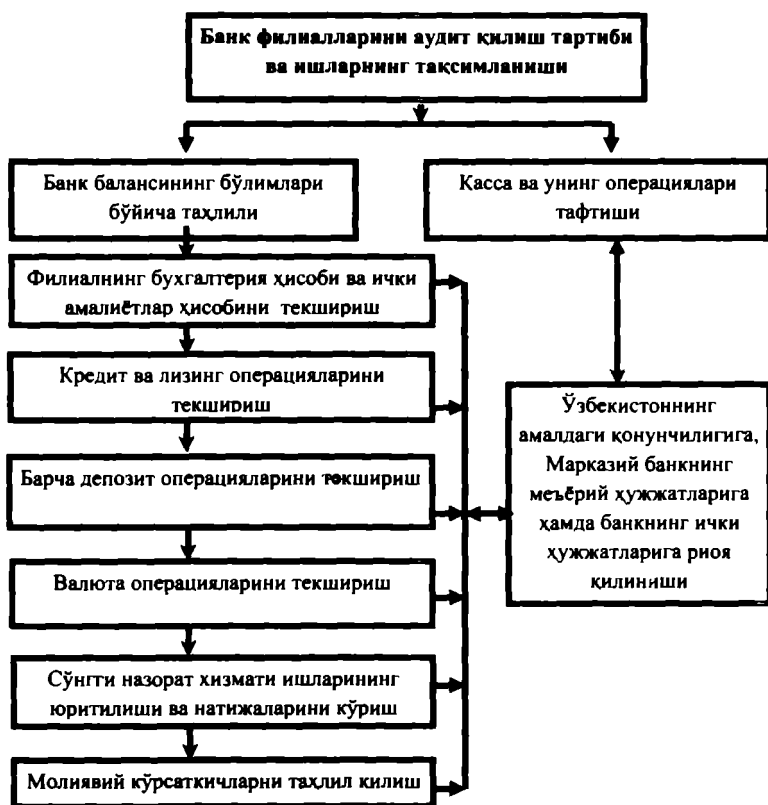 Банк филиалларини аудит қилиш тартиби
ва ишларнинг тақсимланиши
Банк балансининг бўлимлари
бўйича таҳлили
Касса ва унинг операциялари
тафтиши
Филиалнинг бухгалтерия ҳисоби ва ички
амалиётлар ҳисобини текшириш
Кредит ва лизинг операцияларини
текшириш
Барча депозит операцияларини текшириш
Валюта операцияларини текшириш
Сўнгги назорат хизмати ишларининг
юритилиши ва натижаларини кўриш
Молиявий кўрсаткичларни таҳлил қилиш
Ўзбекистоннинг
амалдаги қонунчилигига,
Марказий банкнинг
меъёрий ҳужжатларига
ҳамда банкнинг ички
ҳужжатларига риоя
қилиниши